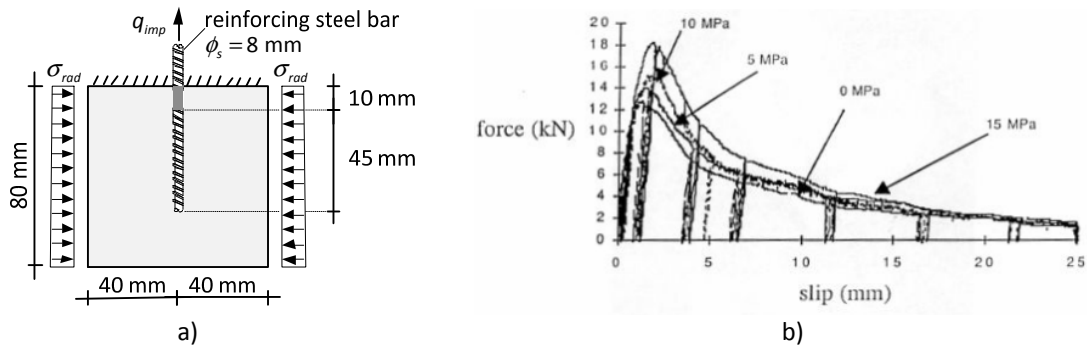 q_imp
reinforcing steel bar
ϕ_s = 8 mm
σ_rad
σ_rad
10 mm
45 mm
80 mm
40 mm
40 mm
a)
force (kN)
20
18
16
14
12
10
8
6
4
2
0
10 MPa
5 MPa
0 MPa
15 MPa
0
5
10
15
20
25
slip (mm)
b)